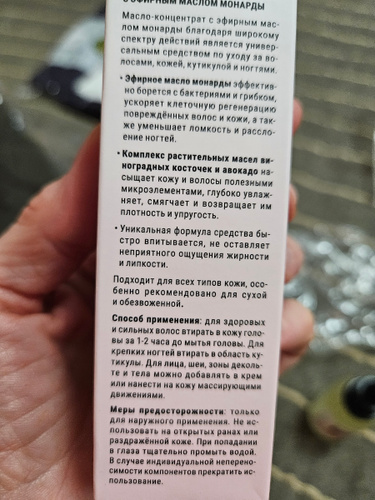 С ЭФИРНЫМ МАСЛОМ МОНАРДЫ
Масло-концентрат с эфирным мас-
лом монарды благодаря широкому
спектру действий является универ-
сальным средством по уходу за во-
лосами, кожей, кутикулой и ногтями.
• Эфирное масло монарды эффектив-
но борется с бактериями и грибком,
ускоряет клеточную регенерацию
повреждённых волос и кожи, а так-
же уменьшает ломкость и рассло-
ение ногтей.
• Комплекс растительных масел ви-
ноградных косточек и авокадо на-
сыщает кожу и волосы полезными
микроэлементами, глубоко увлаж-
няет, смягчает и возвращает им
плотность и упругость.
• Уникальная формула средства бы-
стро впитывается, не оставляет
неприятного ощущения жирности
и липкости.
Подходит для всех типов кожи, осо-
бенно рекомендовано для сухой
и обезвоженной.
Способ применения: для здоровых
и сильных волос втирать в кожу голо-
вы за 1-2 часа до мытья головы. Для
крепких ногтей втирать в область ку-
тикулы. Для лица, шеи, зоны деколь-
те и тела можно добавлять в крем
или нанести на кожу массирующими
движениями.
Меры предосторожности: только
для наружного применения. Не ис-
пользовать на открытых ранах или
раздражённой коже. При попадании
в глаза тщательно промыть водой.
В случае индивидуальной неперено-
симости компонентов прекратить ис-
пользование.